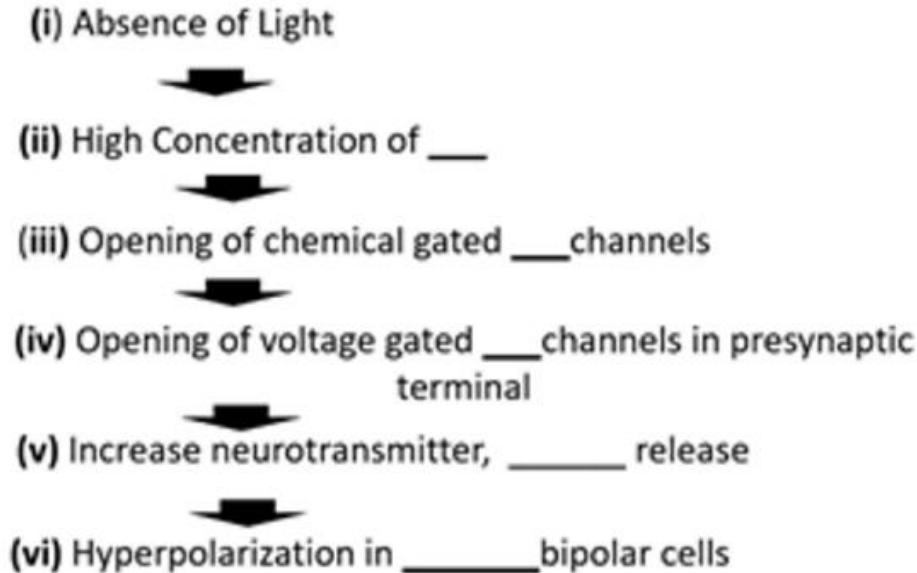 (i) Absence of Light
(ii) High Concentration of ___
(iii) Opening of chemical gated ___channels
(iv) Opening of voltage gated ___channels in presynaptic
terminal
(v) Increase neurotransmitter, ______ release
(vi) Hyperpolarization in _______bipolar cells